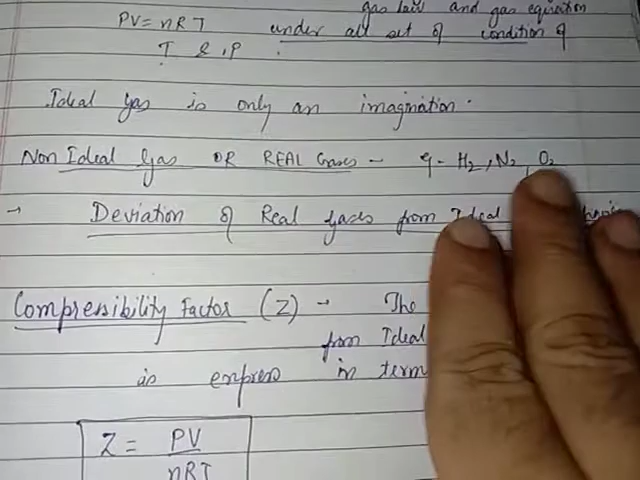 gas law and gas equation
PV = nRT under all set of condition of
T & P.
Ideal gas is only an imagination.
Non Ideal Gas OR REAL Gases - eg - H2, N2, O2
→ Deviation of Real gases from Ideal
Compressibility Factor (Z) - The
from Ideal
is express in term
Z = PV
nRT